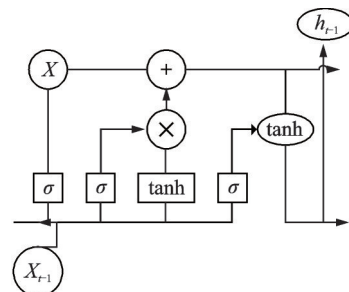 h_{t-1}
X +
× tanh
σ σ tanh σ
X_{t-1}